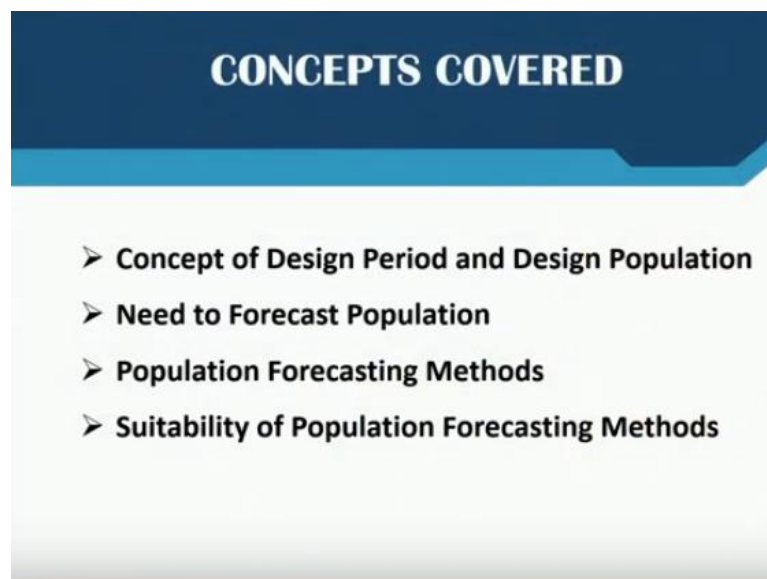 CONCEPTS COVERED
➢ Concept of Design Period and Design Population
➢ Need to Forecast Population
➢ Population Forecasting Methods
➢ Suitability of Population Forecasting Methods